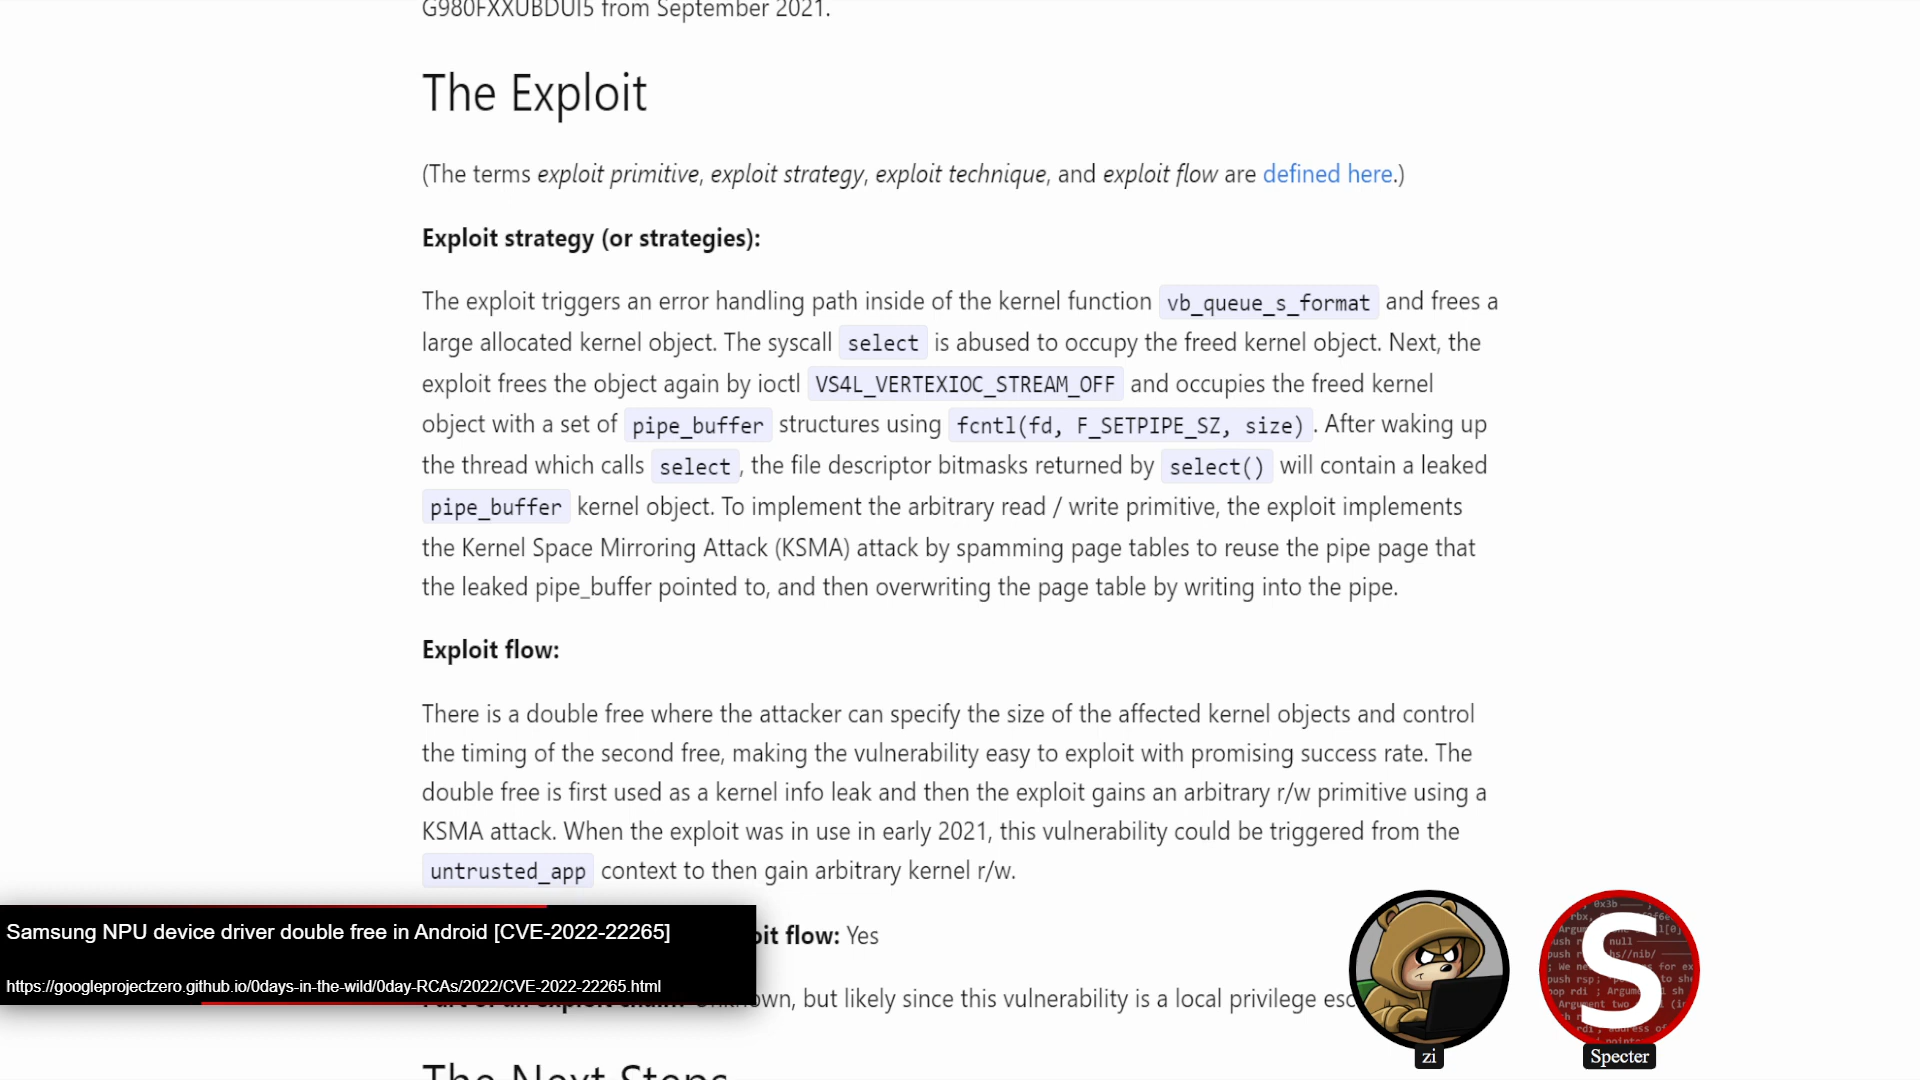 G980FXXUBDUI5 from September 2021.
The Exploit
(The terms exploit primitive, exploit strategy, exploit technique, and exploit flow are defined here.)
Exploit strategy (or strategies):
The exploit triggers an error handling path inside of the kernel function vb_queue_s_format and frees a
large allocated kernel object. The syscall select is abused to occupy the freed kernel object. Next, the
exploit frees the object again by ioctl VS4L_VERTEXIOC_STREAM_OFF and occupies the freed kernel
object with a set of pipe_buffer structures using fcntl(fd, F_SETPIPE_SZ, size). After waking up
the thread which calls select, the file descriptor bitmasks returned by select() will contain a leaked
pipe_buffer kernel object. To implement the arbitrary read / write primitive, the exploit implements
the Kernel Space Mirroring Attack (KSMA) attack by spamming page tables to reuse the pipe page that
the leaked pipe_buffer pointed to, and then overwriting the page table by writing into the pipe.
Exploit flow:
There is a double free where the attacker can specify the size of the affected kernel objects and control
the timing of the second free, making the vulnerability easy to exploit with promising success rate. The
double free is first used as a kernel info leak and then the exploit gains an arbitrary r/w primitive using a
KSMA attack. When the exploit was in use in early 2021, this vulnerability could be triggered from the
untrusted_app context to then gain arbitrary kernel r/w.
flow: Yes
but likely since this vulnerability is a local privilege
The Next Steps
Samsung NPU device driver double free in Android [CVE-2022-22265]
https://googleprojectzero.github.io/0days-in-the-wild/0day-RCAs/2022/CVE-2022-22265.html
zi
S
Specter